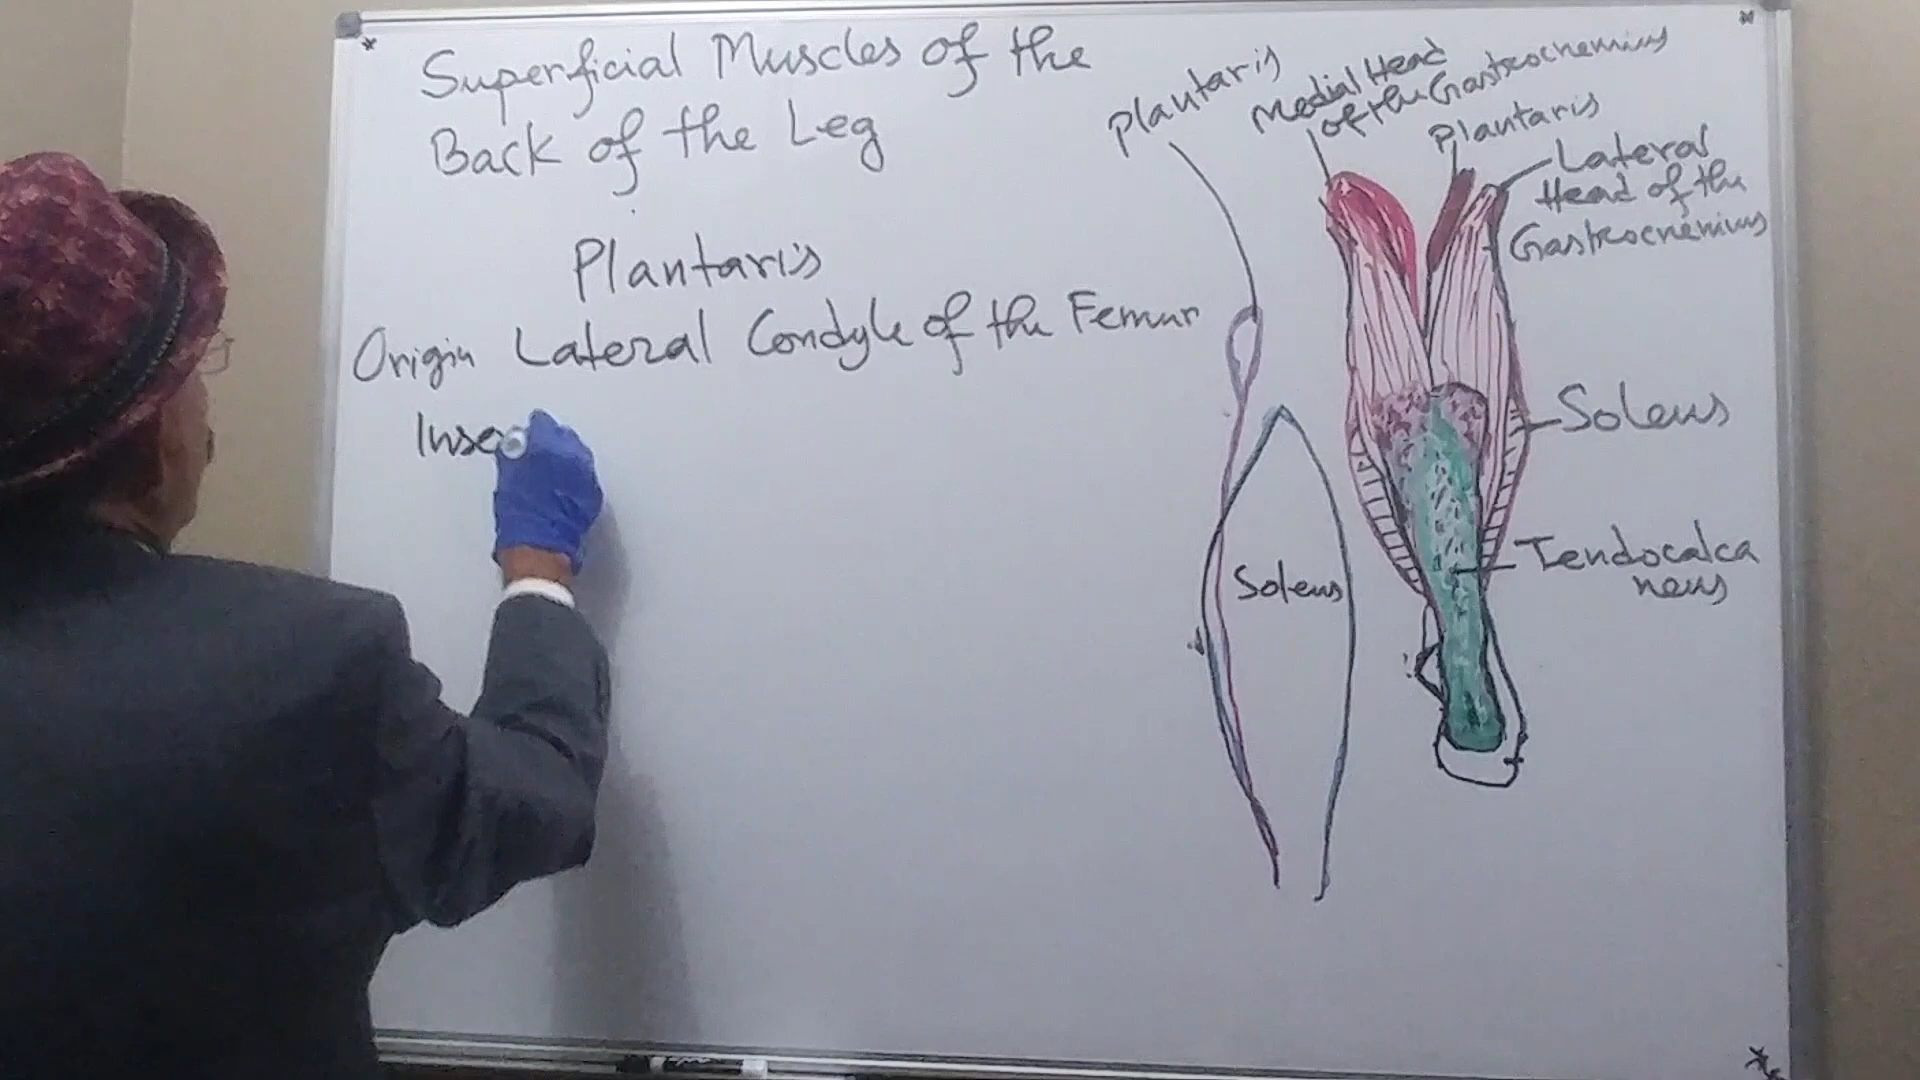 Superficial Muscles of the
Back of the Leg
Plantaris
Origin Lateral Condyle of the Femur
Inse
Plantaris
Medial Head
of the Gastrocnemius
Plantaris
Lateral
Head of the
Gastrocnemius
Soleus
Soleus
Tendocalca
neus